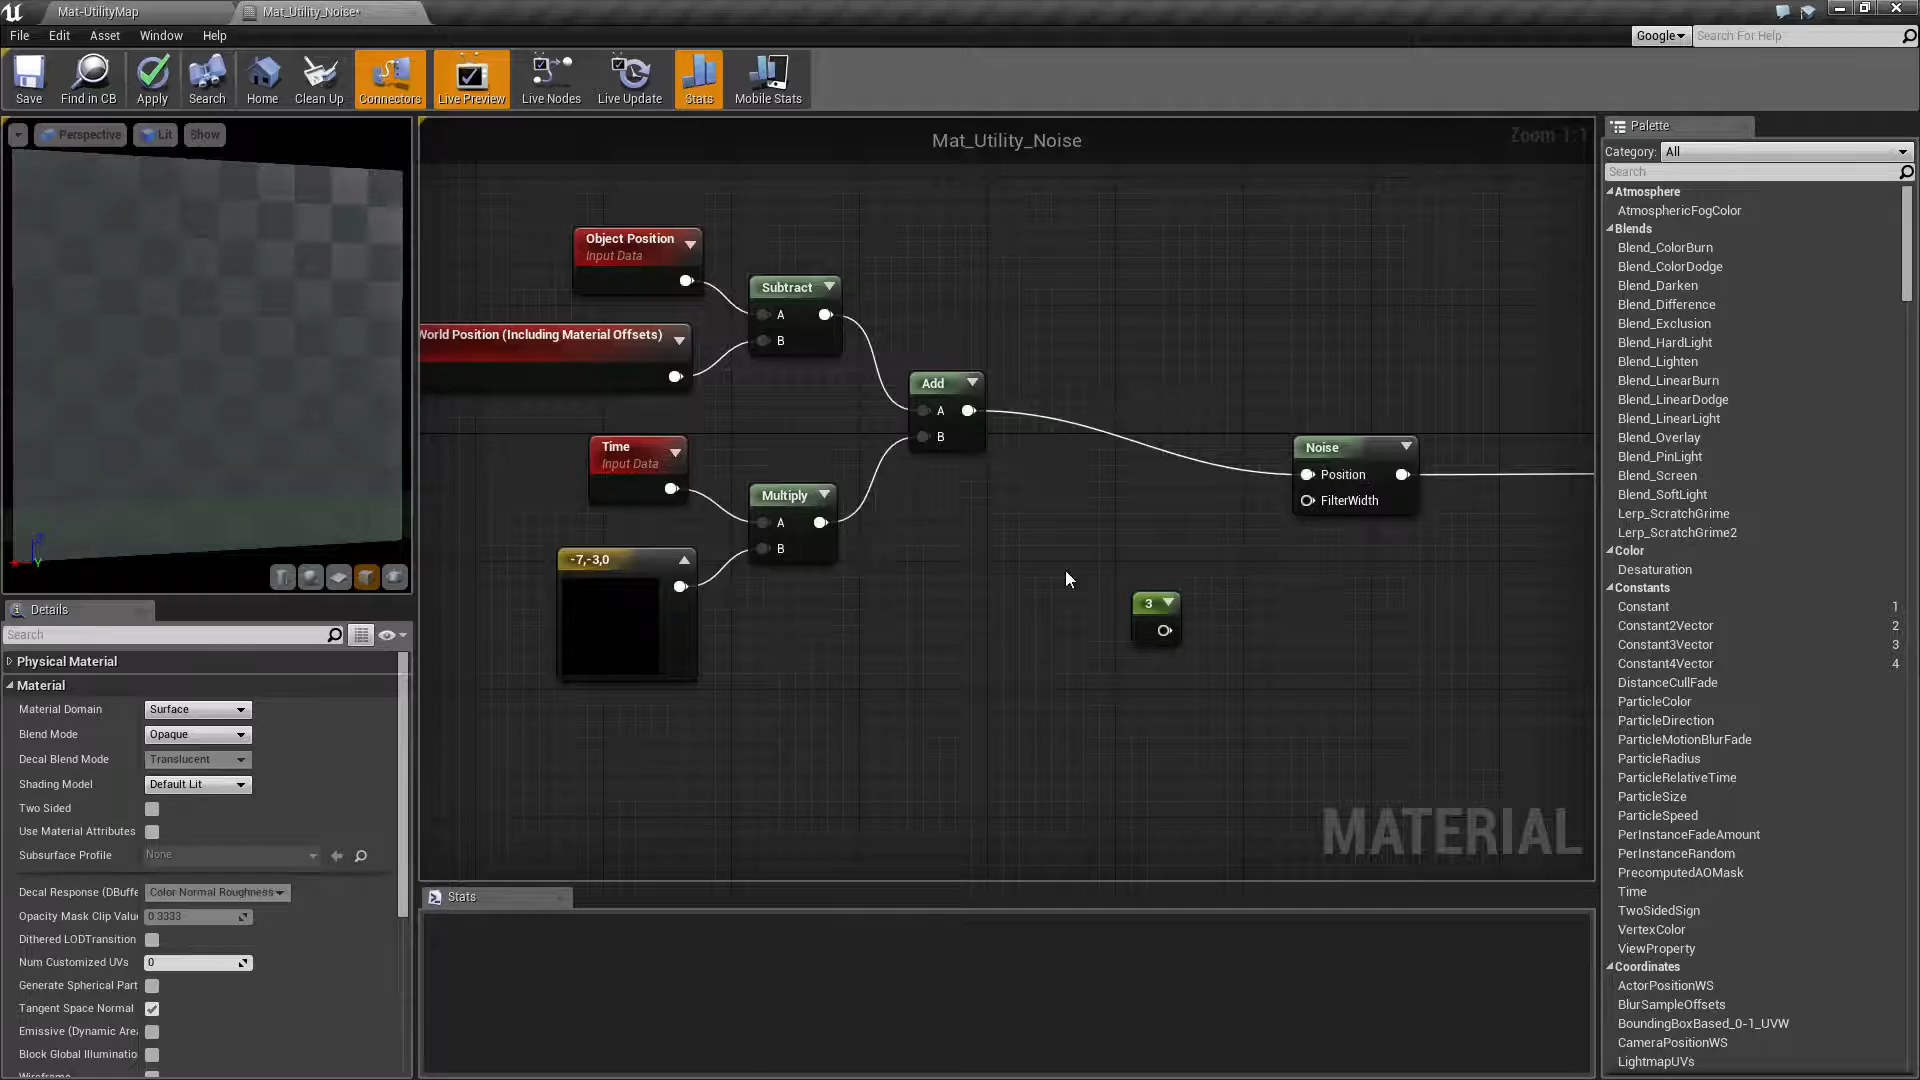 Mat-UtilityMap
Mat_Utility_Noise*
File Edit Asset Window Help
Google
Search For Help
Save
Find in CB
Apply
Search
Home
Clean Up
Connectors
Live Preview
Live Nodes
Live Update
Stats
Mobile Stats
Perspective
Lit
Show
Mat_Utility_Noise
Zoom 1:1
Object Position
Input Data
Subtract
A
B
World Position (Including Material Offsets)
Add
A
B
Time
Input Data
Multiply
A
B
-7,-3,0
Noise
Position
FilterWidth
3
MATERIAL
Stats
Details
Search
Physical Material
Material
Material Domain Surface
Blend Mode Opaque
Decal Blend Mode Translucent
Shading Model Default Lit
Two Sided
Use Material Attributes
Subsurface Profile None
Decal Response (DBuffe Color Normal Roughness
Opacity Mask Clip Valu 0.3333
Dithered LODTransition
Num Customized UVs 0
Generate Spherical Part
Tangent Space Normal
Emissive (Dynamic Area
Block Global Illuminatio
Wireframe
Palette
Category: All
Search
Atmosphere
AtmosphericFogColor
Blends
Blend_ColorBurn
Blend_ColorDodge
Blend_Darken
Blend_Difference
Blend_Exclusion
Blend_HardLight
Blend_Lighten
Blend_LinearBurn
Blend_LinearDodge
Blend_LinearLight
Blend_Overlay
Blend_PinLight
Blend_Screen
Blend_SoftLight
Lerp_ScratchGrime
Lerp_ScratchGrime2
Color
Desaturation
Constants
Constant 1
Constant2Vector 2
Constant3Vector 3
Constant4Vector 4
DistanceCullFade
ParticleColor
ParticleDirection
ParticleMotionBlurFade
ParticleRadius
ParticleRelativeTime
ParticleSize
ParticleSpeed
PerInstanceFadeAmount
PerInstanceRandom
PrecomputedAOMask
Time
TwoSidedSign
VertexColor
ViewProperty
Coordinates
ActorPositionWS
BlurSampleOffsets
BoundingBoxBased_0-1_UVW
CameraPositionWS
LightmapUVs